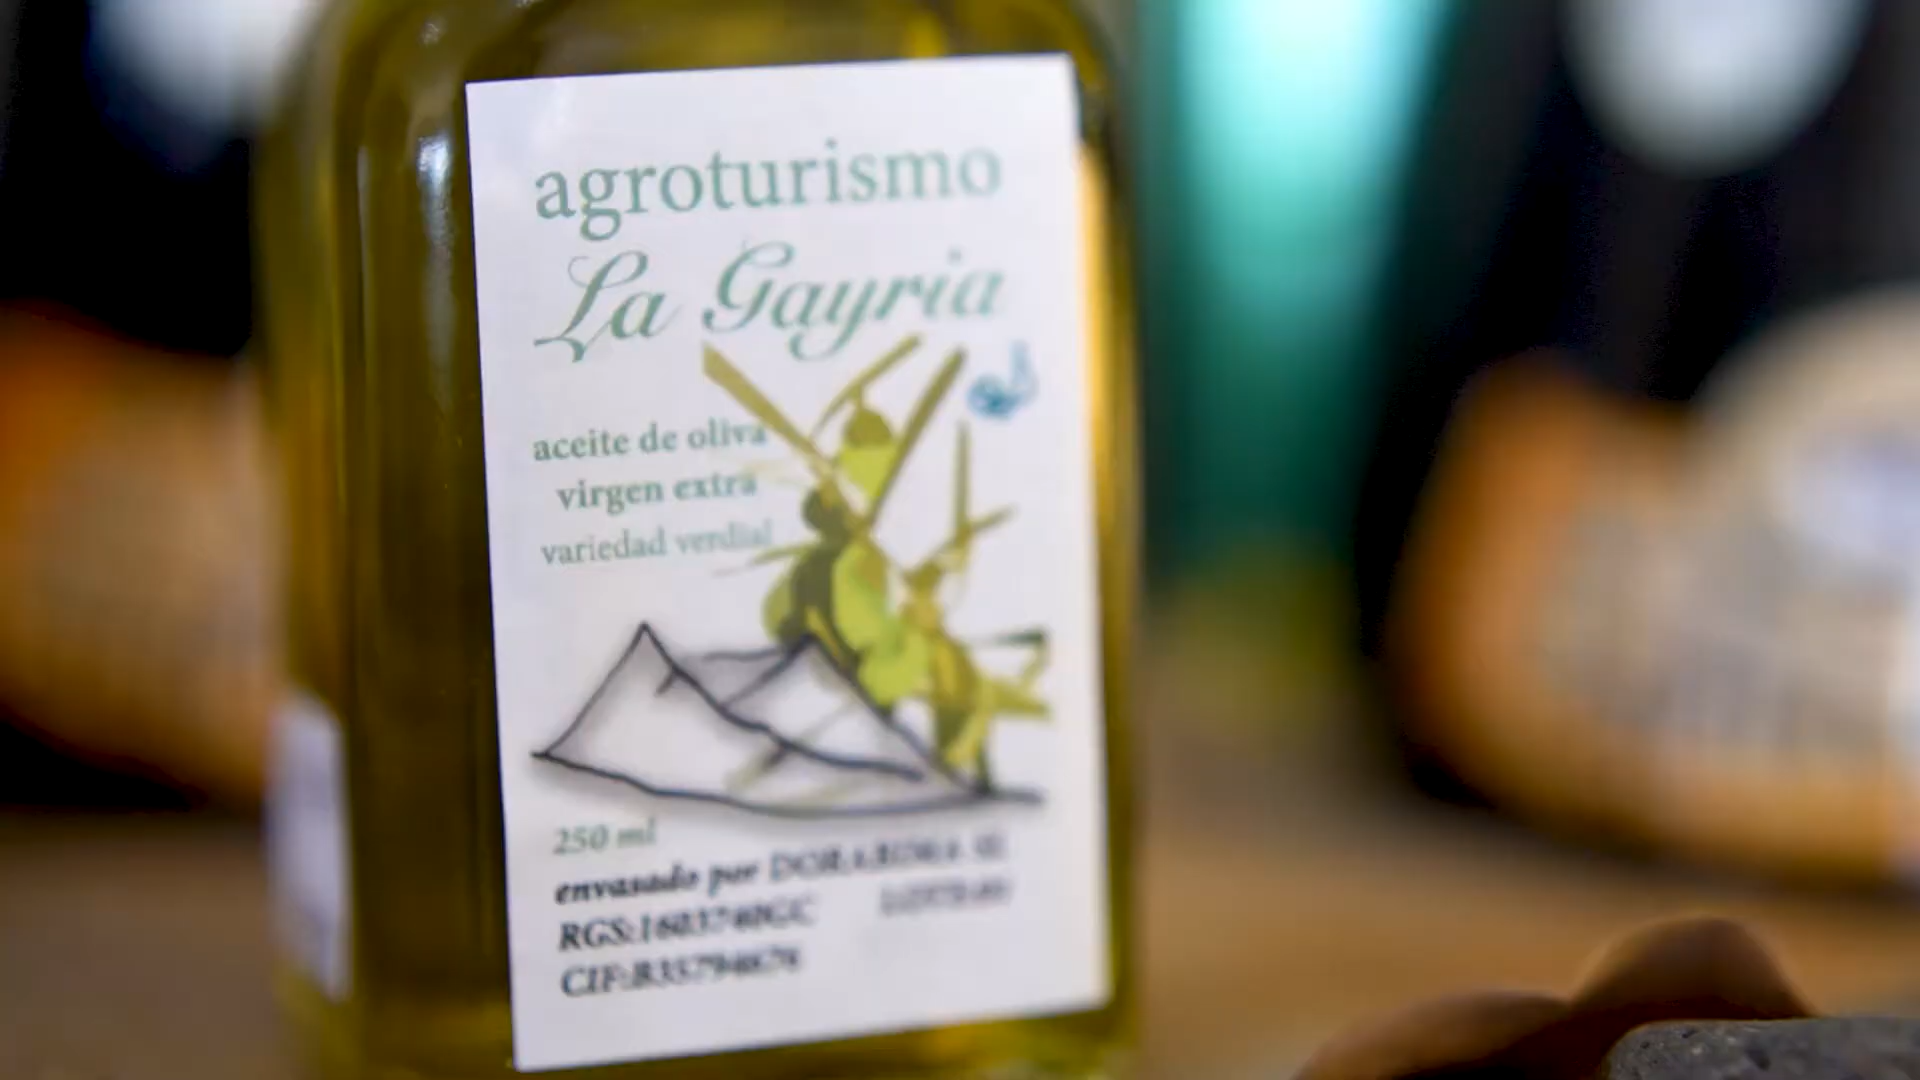 agroturismo
La Gayria
aceite de oliva
virgen extra
variedad verdial
250 ml
envasado por